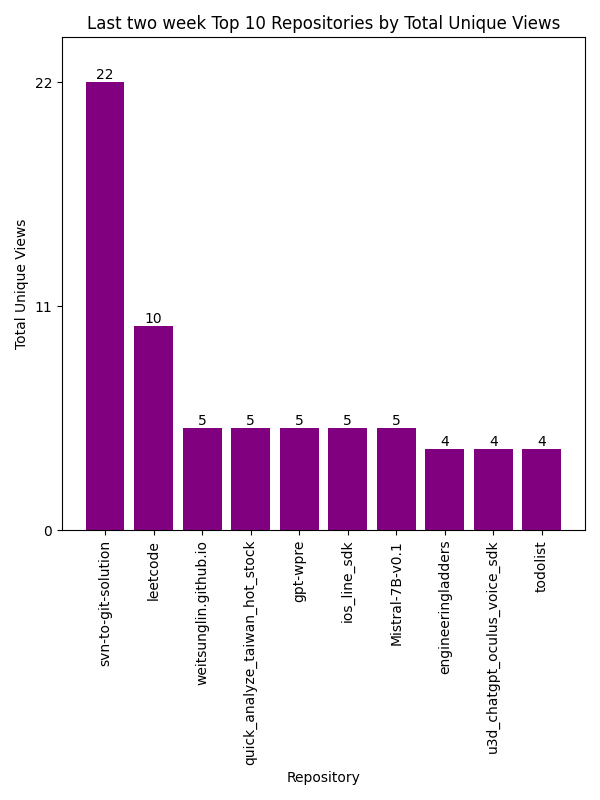 Last two week Top 10 Repositories by Total Unique Views
Total Unique Views
22
11
0
22
10
5
5
5
5
5
4
4
4
svn-to-git-solution
leetcode
weitsunglin.github.io
quick_analyze_taiwan_hot_stock
gpt-wpre
ios_line_sdk
Mistral-7B-v0.1
engineeringladders
u3d_chatgpt_oculus_voice_sdk
todolist
Repository